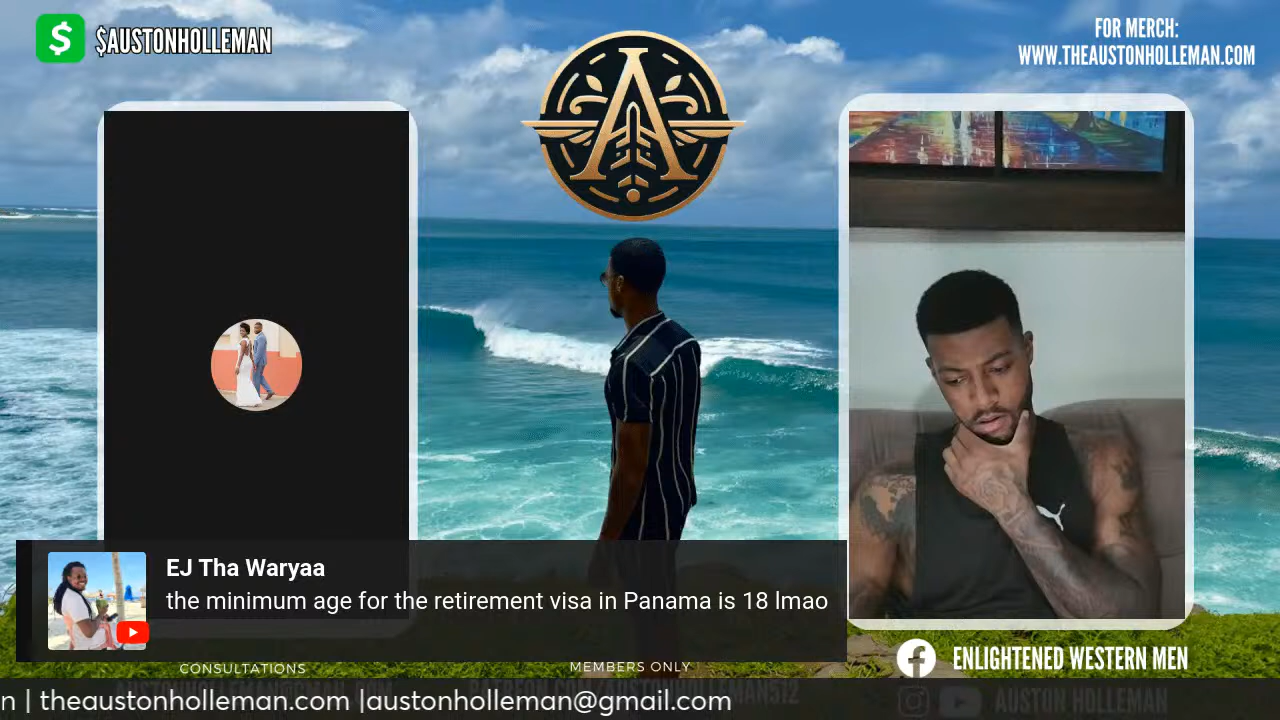 $AUSTONHOLLEMAN
FOR MERCH:
WWW.THEAUSTONHOLLEMAN.COM
A
EJ Tha Waryaa
the minimum age for the retirement visa in Panama is 18 lmao
CONSULTATIONS
MEMBERS ONLY
ENLIGHTENED WESTERN MEN
AUSTON HOLLEMAN
n | theaustonholleman.com |austonholleman@gmail.com